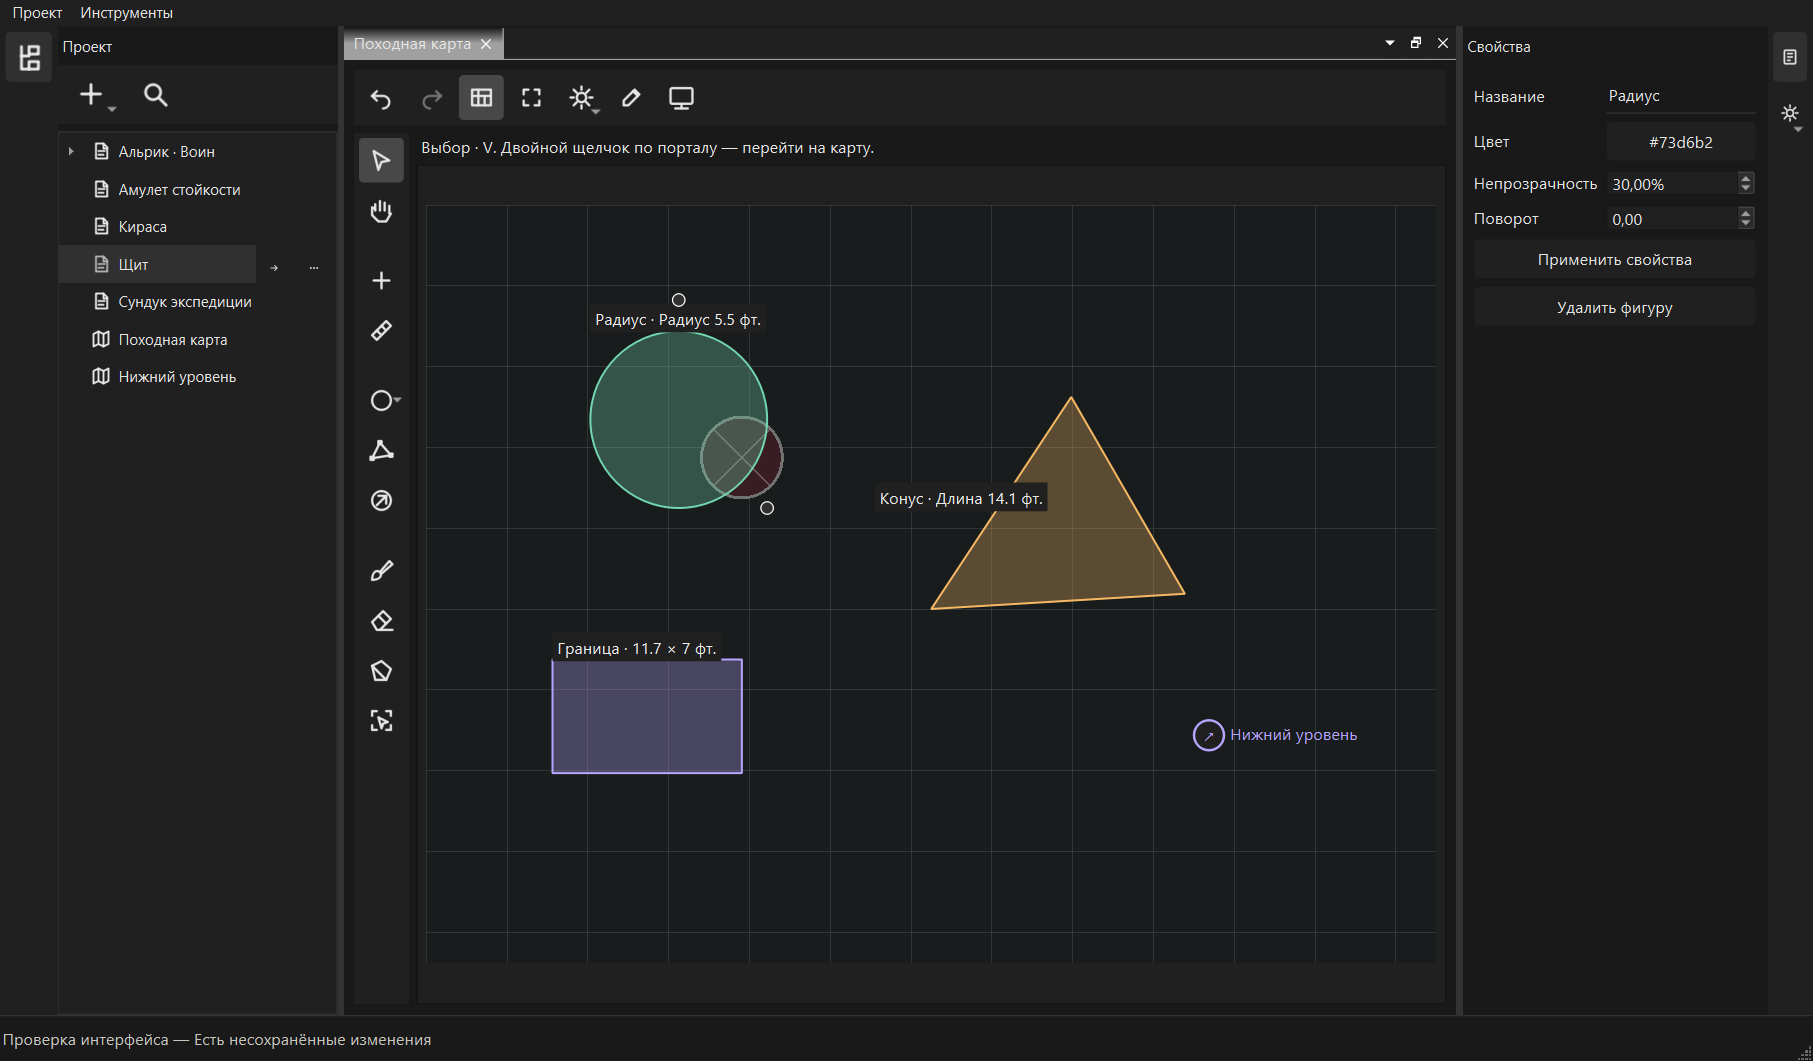 Проект Инструменты
Проект
Альрик · Воин
Амулет стойкости
Кираса
Щит → ...
Сундук экспедиции
Походная карта
Нижний уровень
Походная карта
Выбор · V. Двойной щелчок по порталу — перейти на карту.
Радиус · Радиус 5.5 фт.
Конус · Длина 14.1 фт.
Граница · 11.7 × 7 фт.
Нижний уровень
Свойства
Название Радиус
Цвет #73d6b2
Непрозрачность 30,00%
Поворот 0,00
Применить свойства
Удалить фигуру
Проверка интерфейса — Есть несохранённые изменения